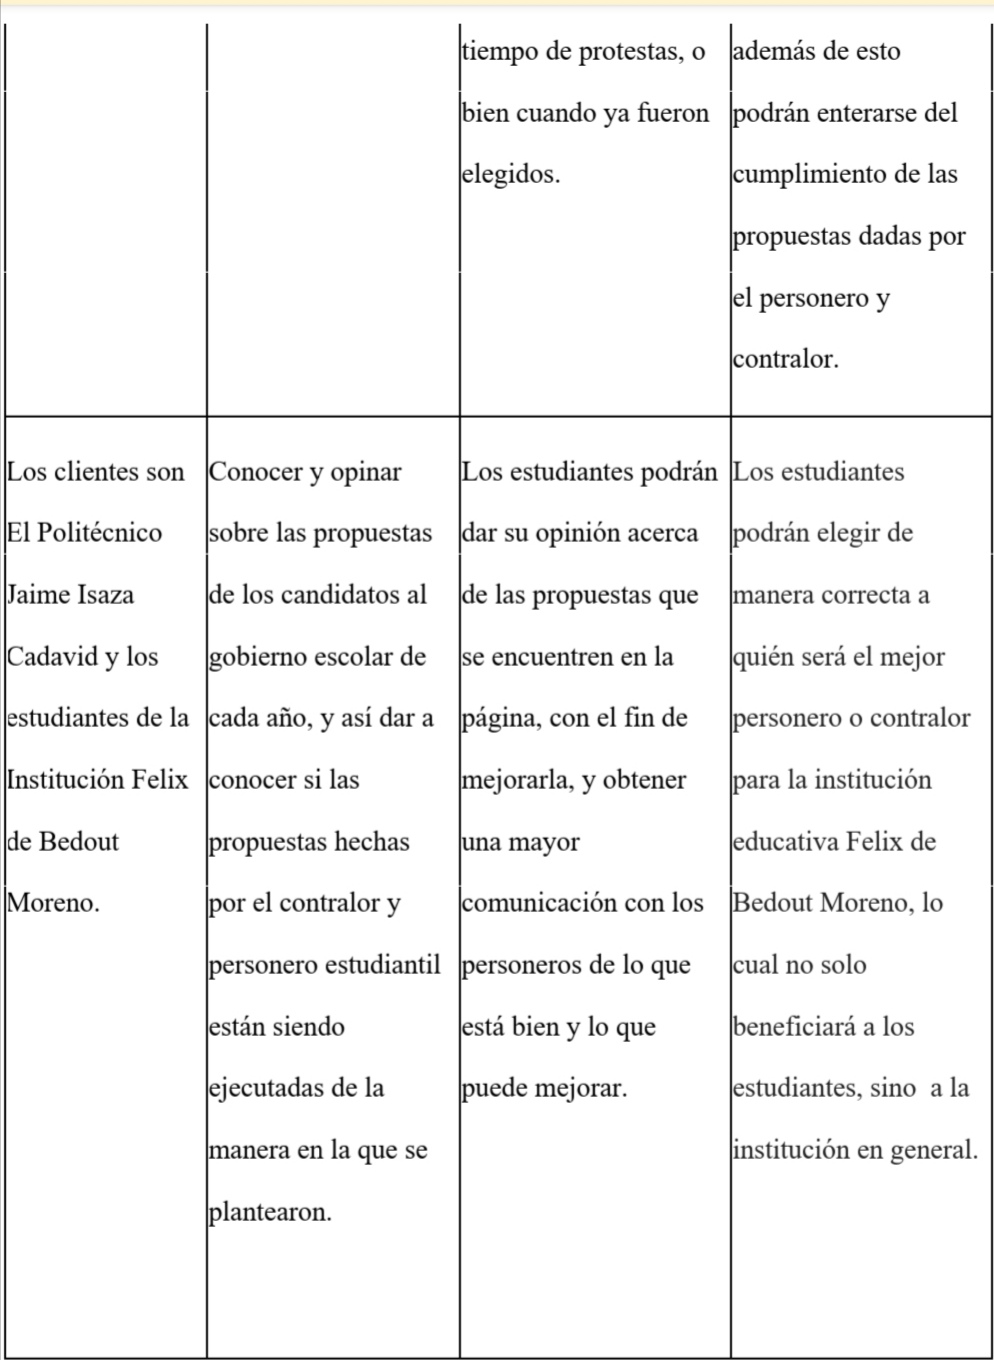 tiempo de protestas, o
bien cuando ya fueron
elegidos.
además de esto
podrán enterarse del
cumplimiento de las
propuestas dadas por
el personero y
contralor.
Los clientes son
El Politécnico
Jaime Isaza
Cadavid y los
estudiantes de la
Institución Felix
de Bedout
Moreno.
Conocer y opinar
sobre las propuestas
de los candidatos al
gobierno escolar de
cada año, y así dar a
conocer si las
propuestas hechas
por el contralor y
personero estudiantil
están siendo
ejecutadas de la
manera en la que se
plantearon.
Los estudiantes podrán
dar su opinión acerca
de las propuestas que
se encuentren en la
página, con el fin de
mejorarla, y obtener
una mayor
comunicación con los
personeros de lo que
está bien y lo que
puede mejorar.
Los estudiantes
podrán elegir de
manera correcta a
quién será el mejor
personero o contralor
para la institución
educativa Felix de
Bedout Moreno, lo
cual no solo
beneficiará a los
estudiantes, sino  a la
institución en general.